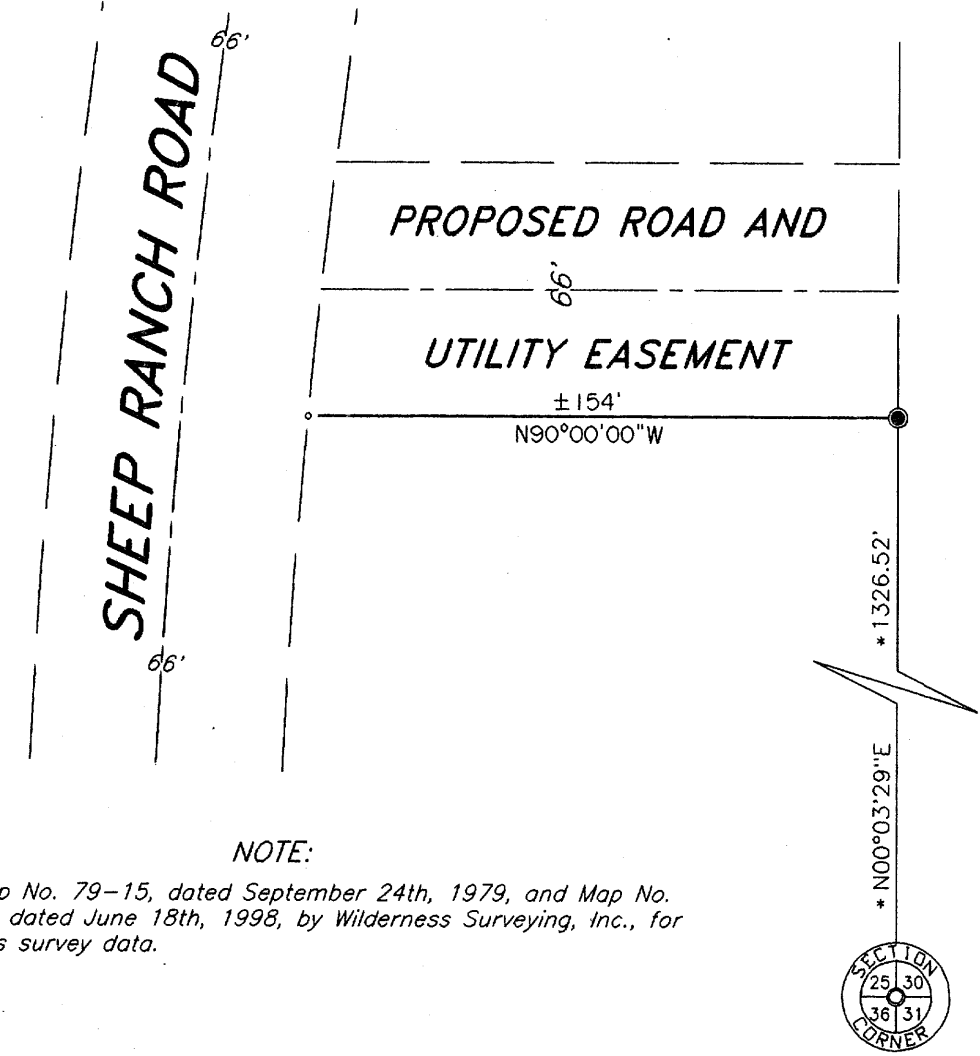 66'
SHEEP RANCH ROAD
66'
PROPOSED ROAD AND
66'
UTILITY EASEMENT
±154'
N90°00'00"W
*1326.52'
*N00°03'29"E
NOTE:
No. 79-15, dated September 24th, 1979, and Map No.
dated June 18th, 1998, by Wilderness Surveying, Inc., for
survey data.
SECTION
25 30
36 31
CORNER